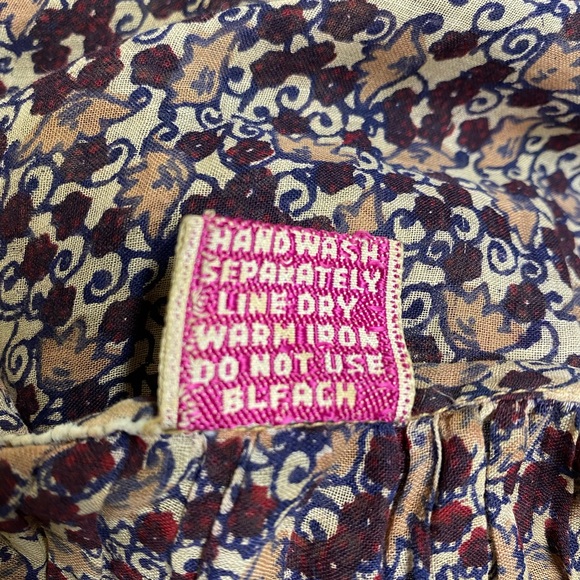 HANDWASH
SEPARATELY
LINE DRY
WARM IRON
DO NOT USE
BLEACH